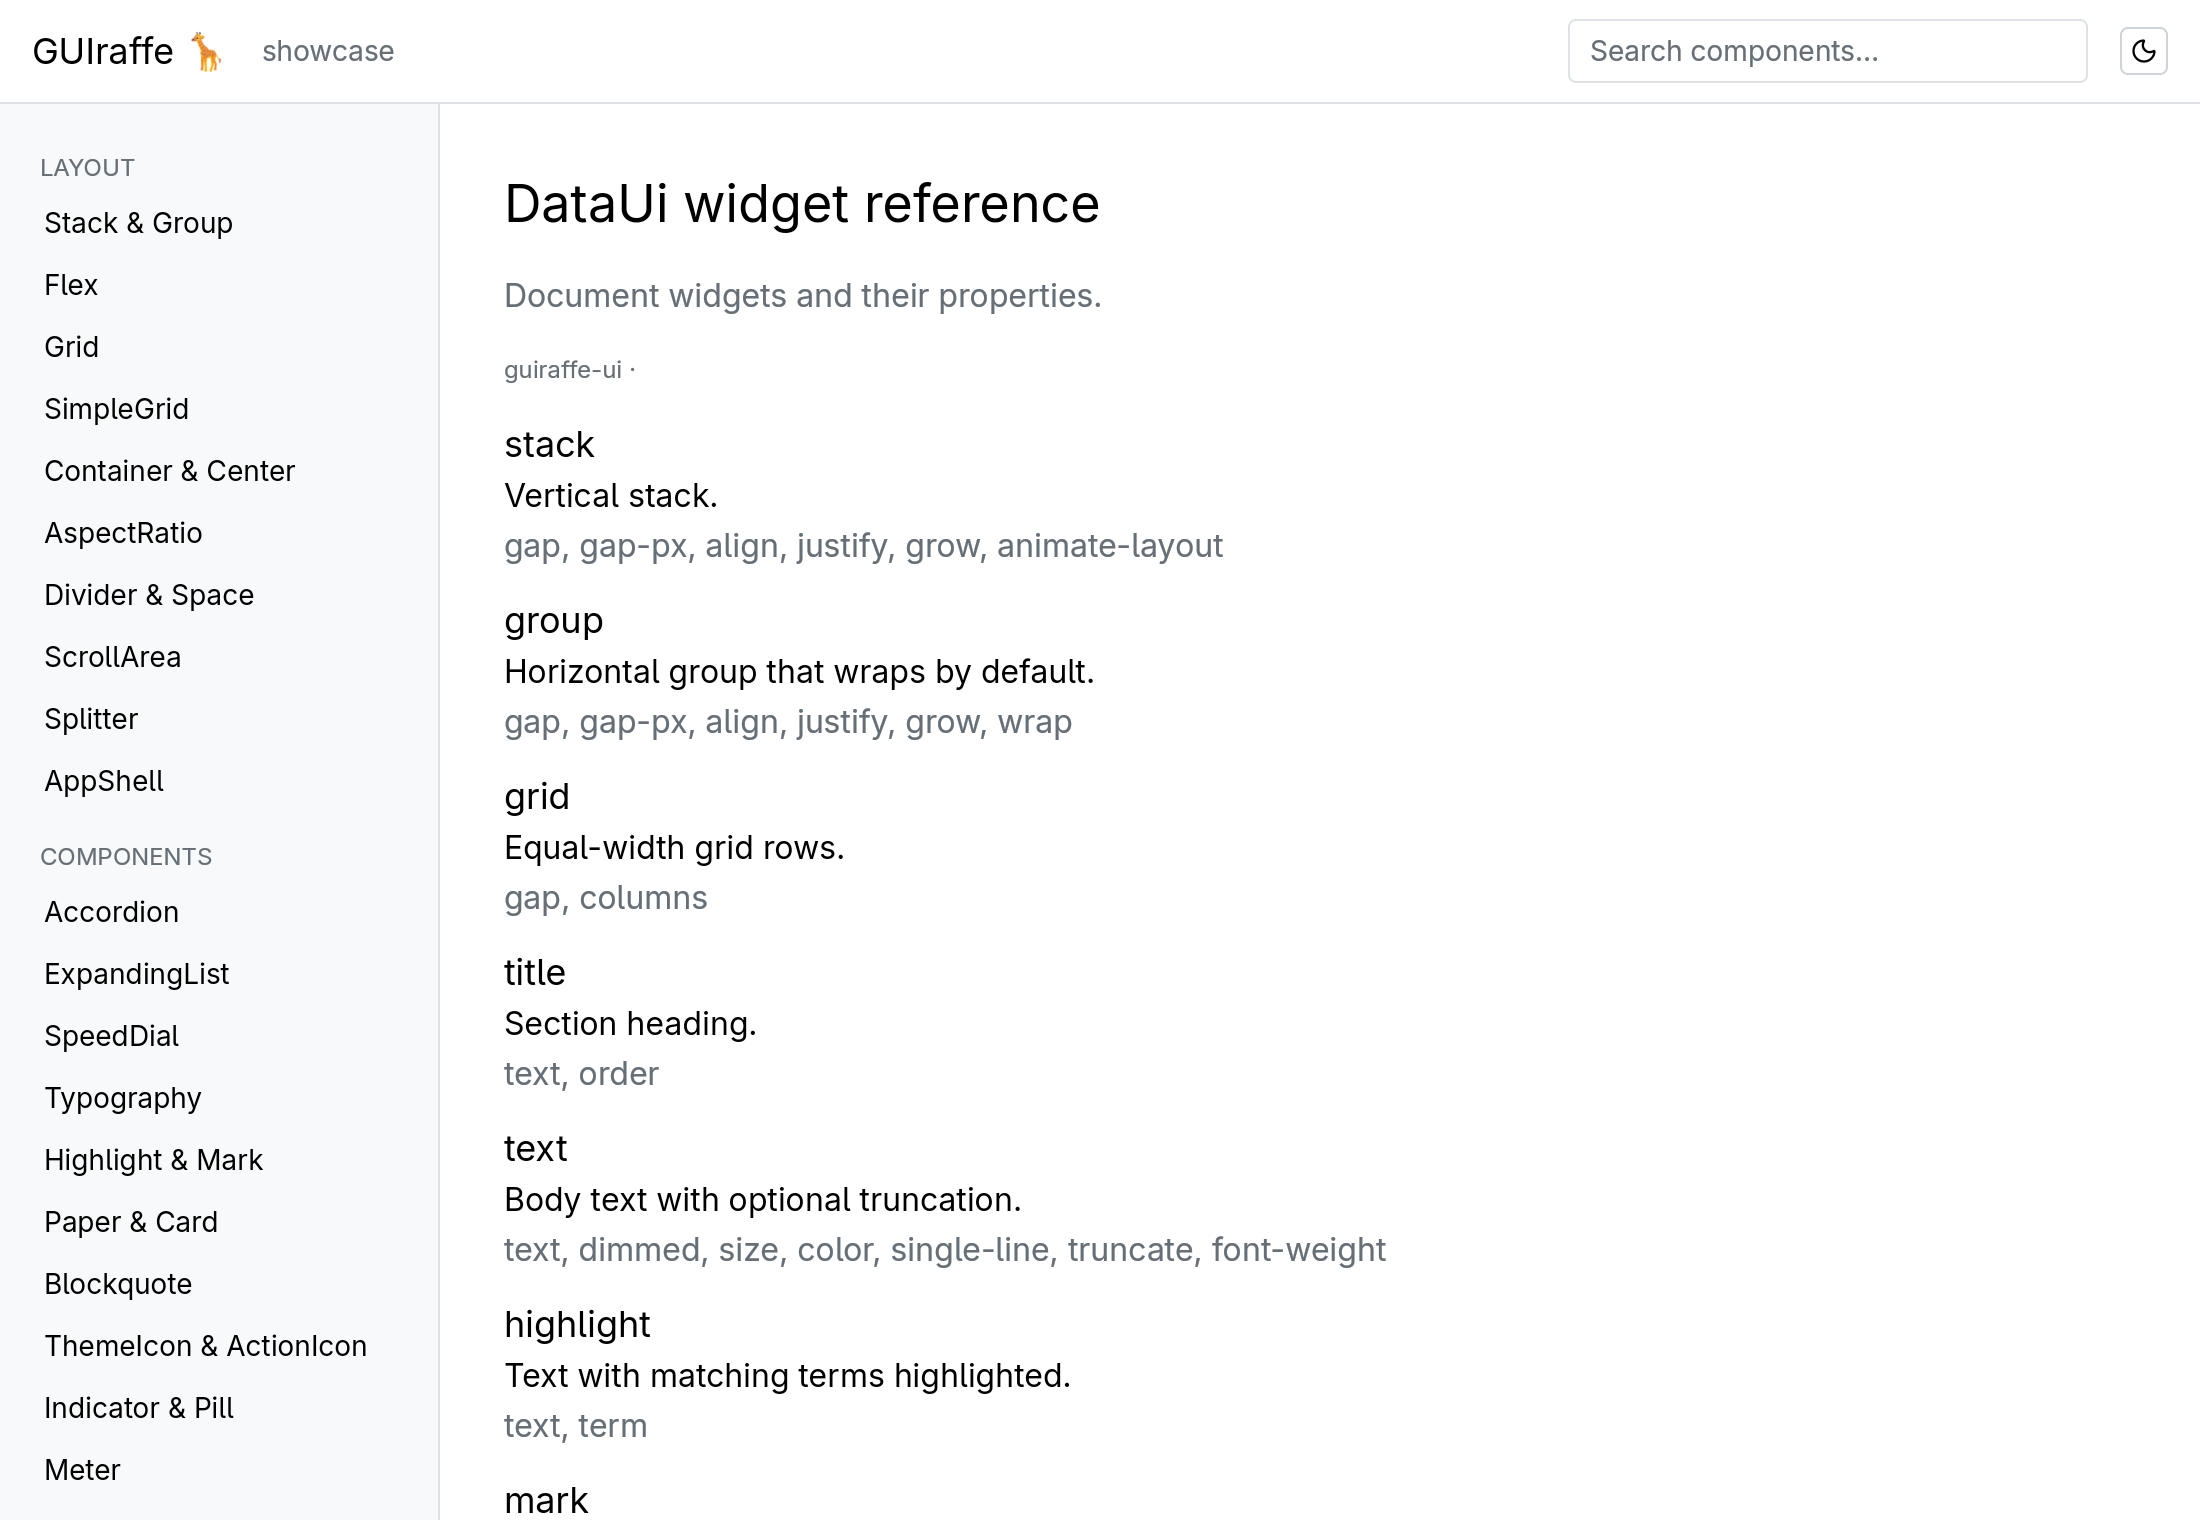 GUIraffe 🦒 showcase
Search components...
LAYOUT
Stack & Group
Flex
Grid
SimpleGrid
Container & Center
AspectRatio
Divider & Space
ScrollArea
Splitter
AppShell
COMPONENTS
Accordion
ExpandingList
SpeedDial
Typography
Highlight & Mark
Paper & Card
Blockquote
ThemeIcon & ActionIcon
Indicator & Pill
Meter
DataUi widget reference
Document widgets and their properties.
guiraffe-ui ·
stack
Vertical stack.
gap, gap-px, align, justify, grow, animate-layout
group
Horizontal group that wraps by default.
gap, gap-px, align, justify, grow, wrap
grid
Equal-width grid rows.
gap, columns
title
Section heading.
text, order
text
Body text with optional truncation.
text, dimmed, size, color, single-line, truncate, font-weight
highlight
Text with matching terms highlighted.
text, term
mark